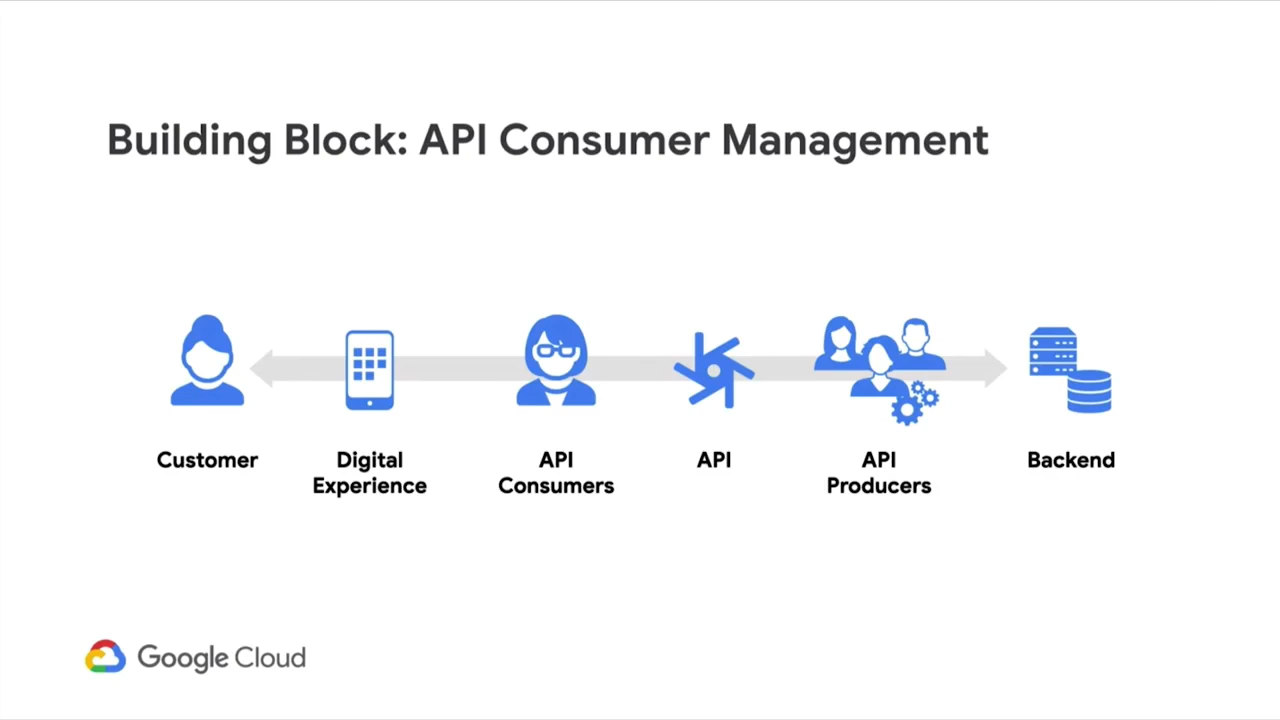 Building Block: API Consumer Management
Customer
Digital
Experience
API
Consumers
API
API
Producers
Backend
Google Cloud